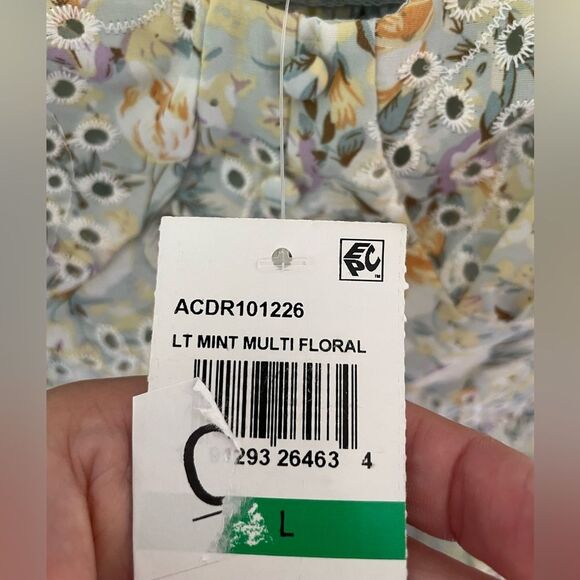 EPC
ACDR101226
LT MINT MULTI FLORAL
91293 26463 4
L